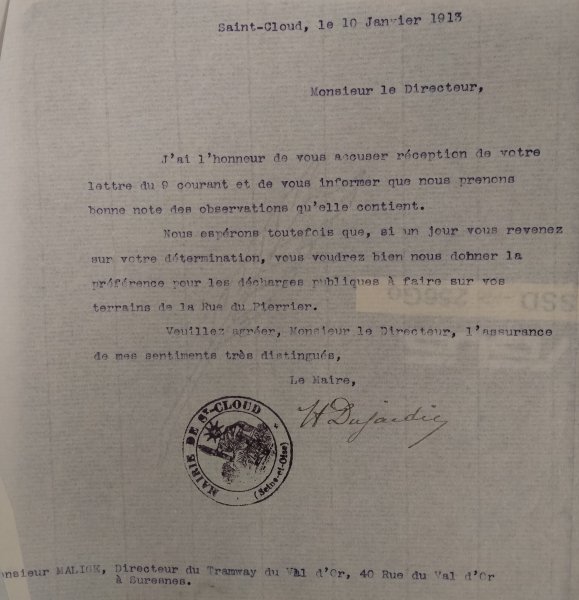 Saint-Cloud, le 10 Janvier 1913
Monsieur le Directeur,
J'ai l'honneur de vous accuser réception de votre
lettre du 9 courant et de vous informer que nous prenons
bonne note des observations qu'elle contient.
Nous espérons toutefois que, si un jour vous revenez
sur votre détermination, vous voudrez bien nous donner la
préférence pour les décharges publiques à faire sur vos
terrains de la Rue du Pierrier.
Veuillez agréer, Monsieur le Directeur, l'assurance
de mes sentiments très distingués,
Le Maire,
H Dujardin
MAIRIE DE ST-CLOUD
(Seine-et-Oise)
onsieur Directeur du Tramway du Val d'Or, 40 Rue du Val d'Or
à Suresnes.